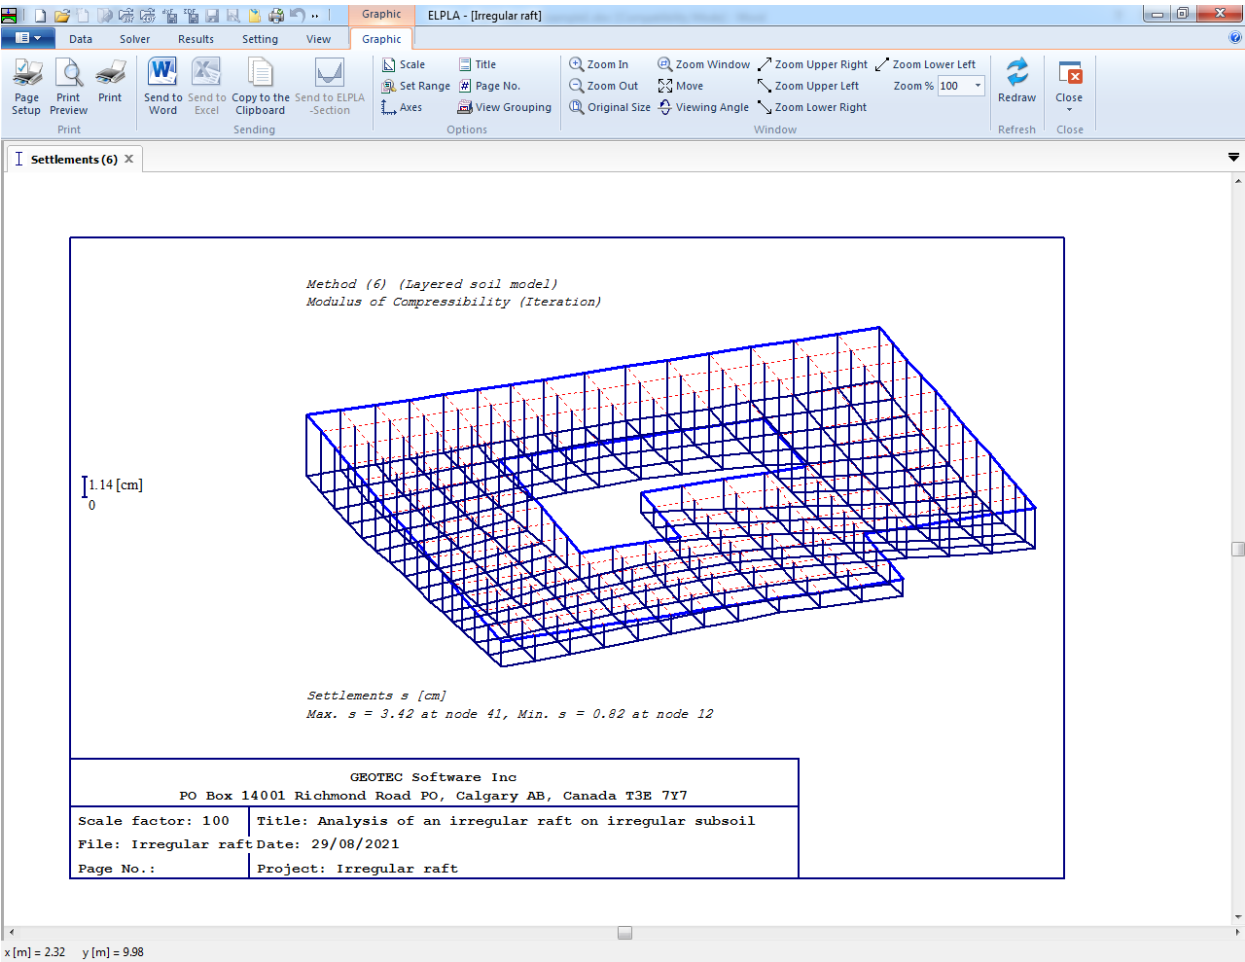 Graphic
ELPLA - [Irregular raft]
Data Solver Results Setting View Graphic
Page Setup
Print Preview
Print
Print
Send to Word
Send to Excel
Copy to the Clipboard
Send to ELPLA -Section
Sending
Scale
Set Range
Axes
Title
Page No.
View Grouping
Options
Zoom In
Zoom Out
Original Size
Zoom Window
Move
Viewing Angle
Zoom Upper Right
Zoom Upper Left
Zoom Lower Right
Zoom Lower Left
Zoom % 100
Window
Redraw
Refresh
Close
Close
Settlements (6) X
Method (6) (Layered soil model)
Modulus of Compressibility (Iteration)
1.14 [cm]
0
Settlements s [cm]
Max. s = 3.42 at node 41, Min. s = 0.82 at node 12
GEOTEC Software Inc
PO Box 14001 Richmond Road PO, Calgary AB, Canada T3E 7Y7
Scale factor: 100 Title: Analysis of an irregular raft on irregular subsoil
File: Irregular raft Date: 29/08/2021
Page No.: Project: Irregular raft
x [m] = 2.32 y [m] = 9.98